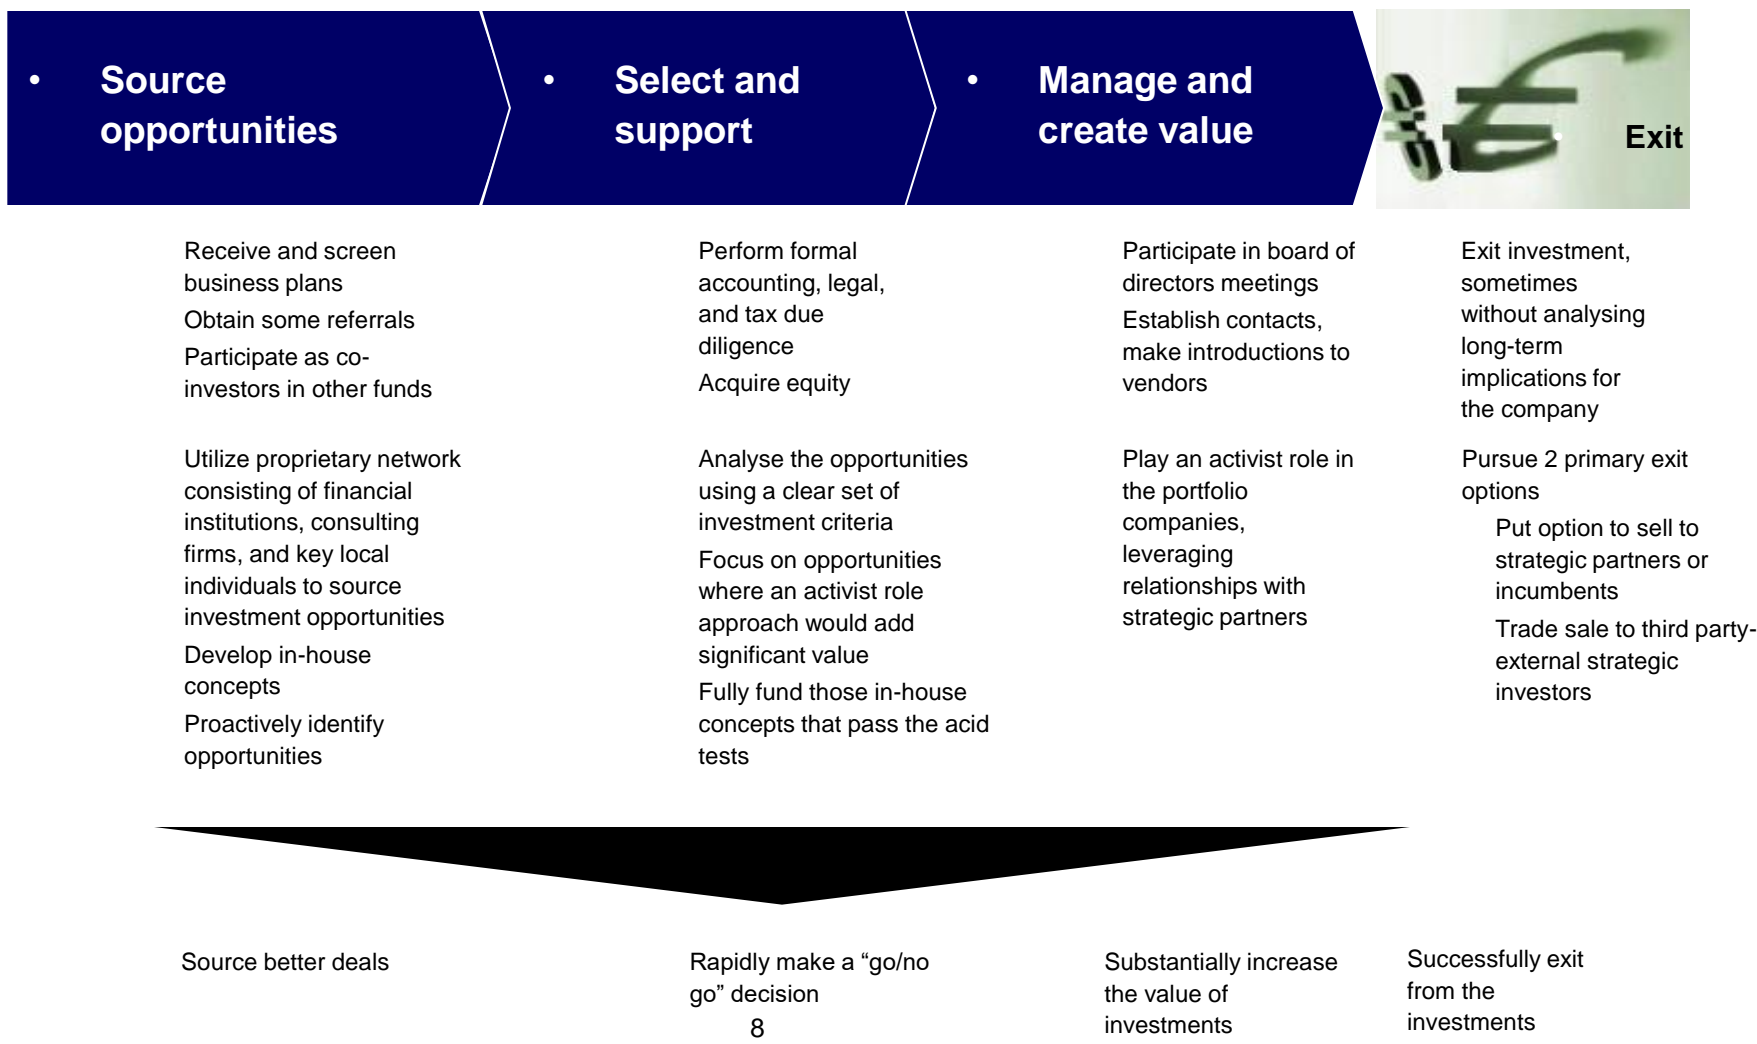 • Source
opportunities
• Select and
support
• Manage and
create value
• Exit
Receive and screen
business plans
Obtain some referrals
Participate as co-
investors in other funds
Perform formal
accounting, legal,
and tax due
diligence
Acquire equity
Participate in board of
directors meetings
Establish contacts,
make introductions to
vendors
Exit investment,
sometimes
without analysing
long-term
implications for
the company
Utilize proprietary network
consisting of financial
institutions, consulting
firms, and key local
individuals to source
investment opportunities
Develop in-house
concepts
Proactively identify
opportunities
Analyse the opportunities
using a clear set of
investment criteria
Focus on opportunities
where an activist role
approach would add
significant value
Fully fund those in-house
concepts that pass the acid
tests
Play an activist role in
the portfolio
companies,
leveraging
relationships with
strategic partners
Pursue 2 primary exit
options
Put option to sell to
strategic partners or
incumbents
Trade sale to third party-
external strategic
investors
Source better deals
Rapidly make a “go/no
go” decision
Substantially increase
the value of
investments
Successfully exit
from the
investments
8